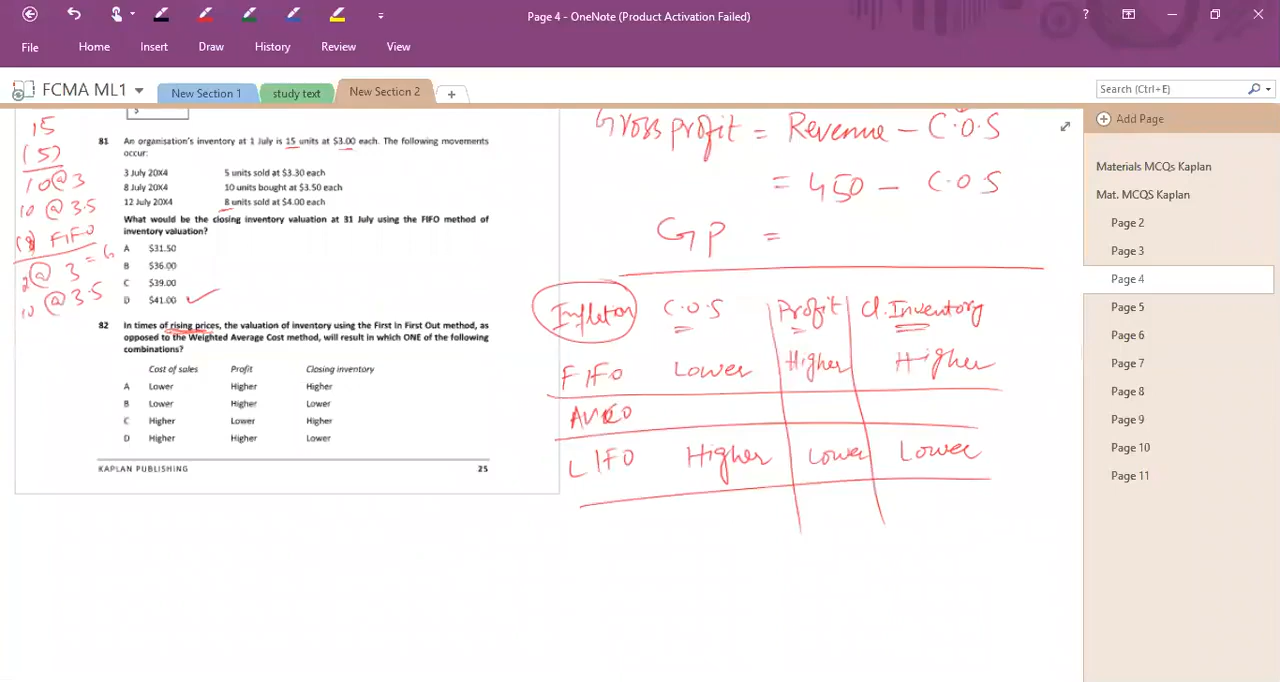 Page 4 - OneNote (Product Activation Failed)
File Home Insert Draw History Review View
FCMA ML1 New Section 1 study text New Section 2
Search (Ctrl+E)
Add Page
Materials MCQs Kaplan
Mat. MCQS Kaplan
Page 2
Page 3
Page 4
Page 5
Page 6
Page 7
Page 8
Page 9
Page 10
Page 11
15
(5)
10 @ 3
10 @ 3.5
(8) FIFO
2 @ 3 = 6
10 @ 3.5
81 An organisation's inventory at 1 July is 15 units at $3.00 each. The following movements
occur:
3 July 20X4 5 units sold at $3.30 each
8 July 20X4 10 units bought at $3.50 each
12 July 20X4 8 units sold at $4.00 each
What would be the closing inventory valuation at 31 July using the FIFO method of
inventory valuation?
A $31.50
B $36.00
C $39.00
D $41.00
82 In times of rising prices, the valuation of inventory using the First In First Out method, as
opposed to the Weighted Average Cost method, will result in which ONE of the following
combinations?
Cost of sales Profit Closing inventory
A Lower Higher Higher
B Lower Higher Lower
C Higher Lower Higher
D Higher Higher Lower
KAPLAN PUBLISHING 25
Gross profit = Revenue - C.O.S
= 450 - C.O.S
GP =
Inflation C.O.S Profit Cl. Inventory
FIFO Lower Higher Higher
AVCO
LIFO Higher Lower Lower